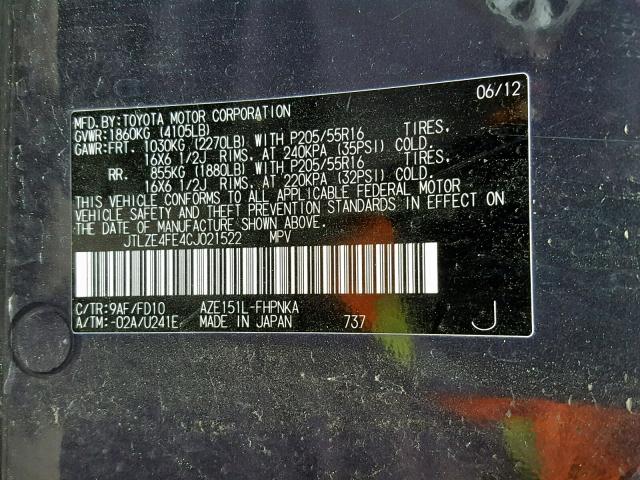 06/12
MFD. BY: TOYOTA MOTOR CORPORATION
GVWR: 1860KG (4105LB)
GAWR: FRT. 1030KG (2270LB) WITH P205/55R16 TIRES.
16X6 1/2J RIMS, AT 240KPA (35PSI) COLD.
RR. 855KG (1880LB) WITH P205/55R16 TIRES.
16X6 1/2J RIMS, AT 220KPA (32PSI) COLD.
THIS VEHICLE CONFORMS TO ALL APPLICABLE FEDERAL MOTOR
VEHICLE SAFETY AND THEFT PREVENTION STANDARDS IN EFFECT ON
THE DATE OF MANUFACTURE SHOWN ABOVE.
JTLZE4FE4CJ021522 MPV
C/TR: 9AF/FD10 AZE151L-FHPNKA
A/TM: -02A/U241E MADE IN JAPAN 737 J